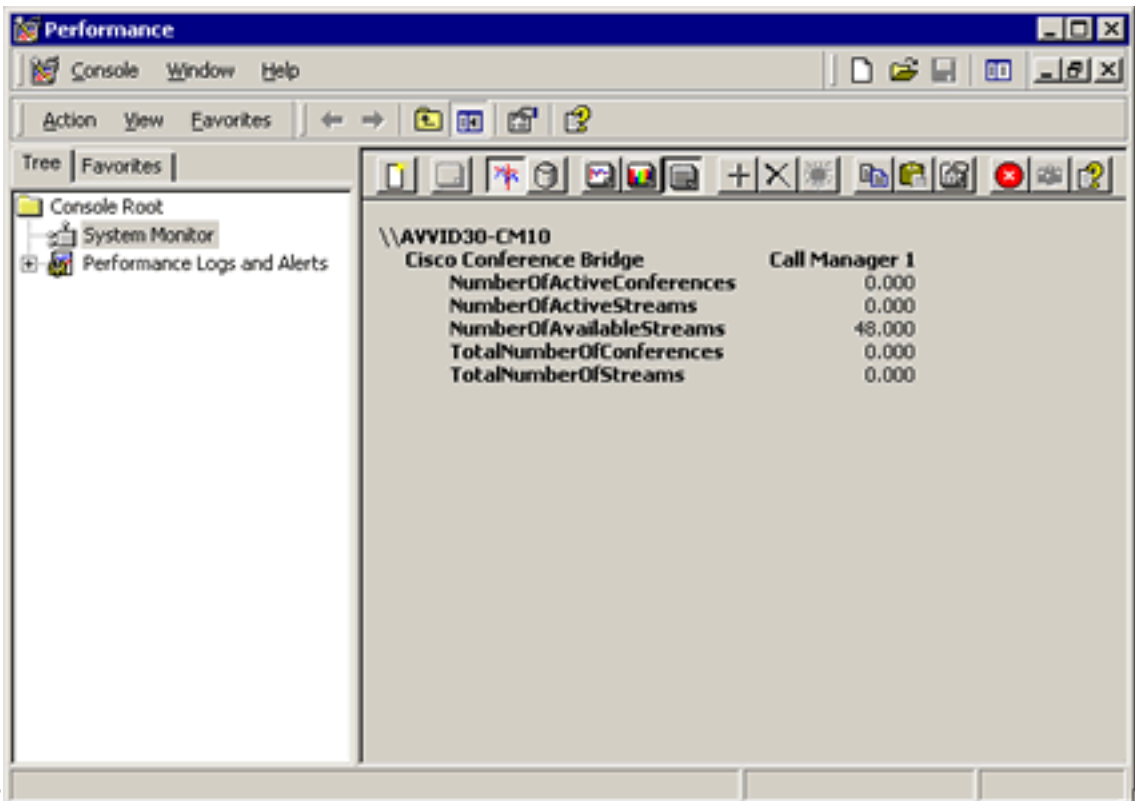 Performance
Console Window Help
Action View Favorites
Tree Favorites
Console Root
System Monitor
Performance Logs and Alerts
\\AVVID30-CM10
Cisco Conference Bridge Call Manager 1
NumberOfActiveConferences 0.000
NumberOfActiveStreams 0.000
NumberOfAvailableStreams 48.000
TotalNumberOfConferences 0.000
TotalNumberOfStreams 0.000